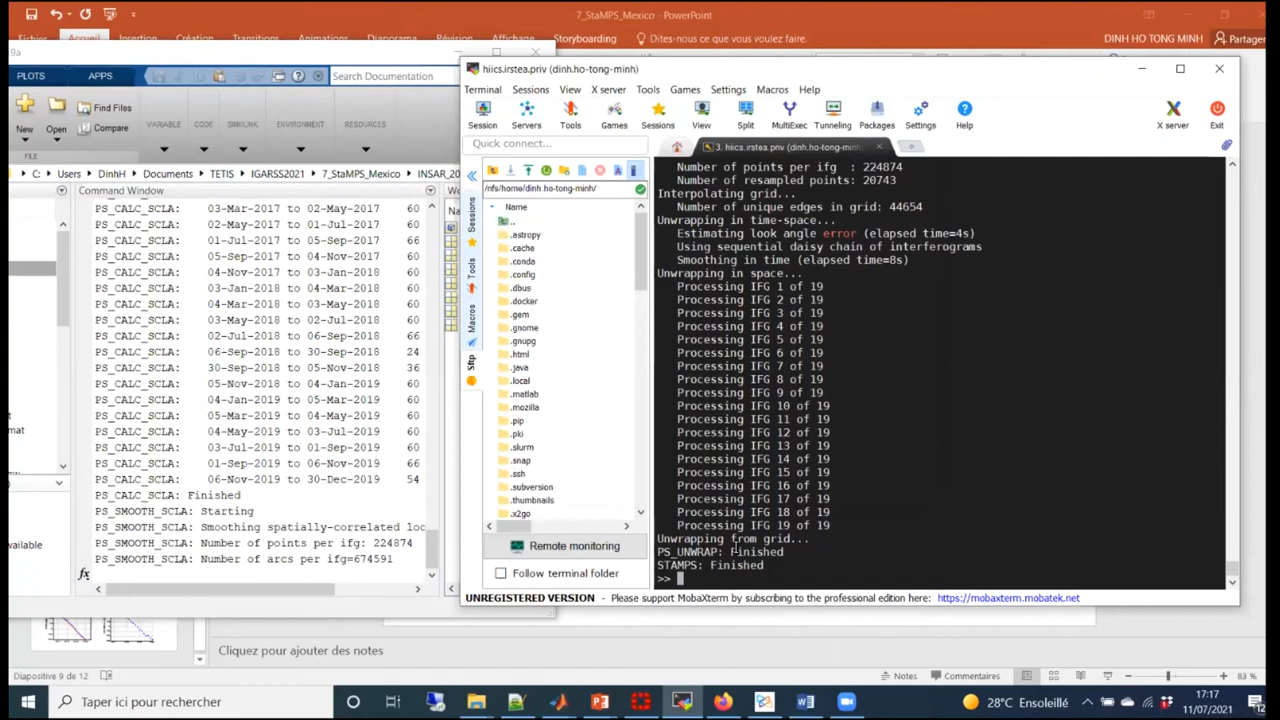 7_StaMPS_Mexico - PowerPoint
Fichier Accueil Insertion Création Transitions Animations Diaporama Affichage Storyboarding Dites-nous ce que vous voulez faire. DINH HO TONG MINH Partager
9a
PLOTS APPS Search Documentation
New Open Find Files
Compare
VARIABLE CODE SIMULINK ENVIRONMENT RESOURCES
FILE
C: Users DinhH Documents TETIS IGARSS2021 7_StaMPS_Mexico INSAR_20
Command Window
PS_CALC_SCLA: 03-Mar-2017 to 02-May-2017 60
PS_CALC_SCLA: 02-May-2017 to 01-Jul-2017 60
PS_CALC_SCLA: 01-Jul-2017 to 05-Sep-2017 66
PS_CALC_SCLA: 05-Sep-2017 to 04-Nov-2017 60
PS_CALC_SCLA: 04-Nov-2017 to 03-Jan-2018 60
PS_CALC_SCLA: 03-Jan-2018 to 04-Mar-2018 60
PS_CALC_SCLA: 04-Mar-2018 to 03-May-2018 60
PS_CALC_SCLA: 03-May-2018 to 02-Jul-2018 60
PS_CALC_SCLA: 02-Jul-2018 to 06-Sep-2018 66
PS_CALC_SCLA: 06-Sep-2018 to 30-Sep-2018 24
PS_CALC_SCLA: 30-Sep-2018 to 05-Nov-2018 36
PS_CALC_SCLA: 05-Nov-2018 to 04-Jan-2019 60
PS_CALC_SCLA: 04-Jan-2019 to 05-Mar-2019 60
PS_CALC_SCLA: 05-Mar-2019 to 04-May-2019 60
PS_CALC_SCLA: 04-May-2019 to 03-Jul-2019 60
PS_CALC_SCLA: 03-Jul-2019 to 01-Sep-2019 60
PS_CALC_SCLA: 01-Sep-2019 to 06-Nov-2019 66
PS_CALC_SCLA: 06-Nov-2019 to 30-Dec-2019 54
PS_CALC_SCLA: Finished
PS_SMOOTH_SCLA: Starting
PS_SMOOTH_SCLA: Smoothing spatially-correlated loc
PS_SMOOTH_SCLA: Number of points per ifg: 224874
PS_SMOOTH_SCLA: Number of arcs per ifg=674591
fx
mat
available
Wo
Na
hiics.irstea.priv (dinh.ho-tong-minh)
Terminal Sessions View X server Tools Games Settings Macros Help
Session Servers Tools Games Sessions View Split MultiExec Tunneling Packages Settings Help X server Exit
Quick connect...
3. hiics.irstea.priv (dinh.ho-tong-minh
/nfs/home/dinh.ho-tong-minh/
Sessions
Tools
Macros
Sftp
Name
..
.astropy
.cache
.conda
.config
.dbus
.docker
.gem
.gnome
.gnupg
.html
.java
.local
.matlab
.mozilla
.pip
.pki
.slurm
.snap
.ssh
.subversion
.thumbnails
.x2go
Remote monitoring
Follow terminal folder
Number of points per ifg : 224874
Number of resampled points: 20743
Interpolating grid...
Number of unique edges in grid: 44654
Unwrapping in time-space...
Estimating look angle error (elapsed time=4s)
Using sequential daisy chain of interferograms
Smoothing in time (elapsed time=8s)
Unwrapping in space...
Processing IFG 1 of 19
Processing IFG 2 of 19
Processing IFG 3 of 19
Processing IFG 4 of 19
Processing IFG 5 of 19
Processing IFG 6 of 19
Processing IFG 7 of 19
Processing IFG 8 of 19
Processing IFG 9 of 19
Processing IFG 10 of 19
Processing IFG 11 of 19
Processing IFG 12 of 19
Processing IFG 13 of 19
Processing IFG 14 of 19
Processing IFG 15 of 19
Processing IFG 16 of 19
Processing IFG 17 of 19
Processing IFG 18 of 19
Processing IFG 19 of 19
Unwrapping from grid...
PS_UNWRAP: Finished
STAMPS: Finished
>>
UNREGISTERED VERSION - Please support MobaXterm by subscribing to the professional edition here: https://mobaxterm.mobatek.net
Cliquez pour ajouter des notes
Diapositive 9 de 12 Notes Commentaires 83 %
Taper ici pour rechercher 28°C Ensoleillé 17:17
11/07/2021
12